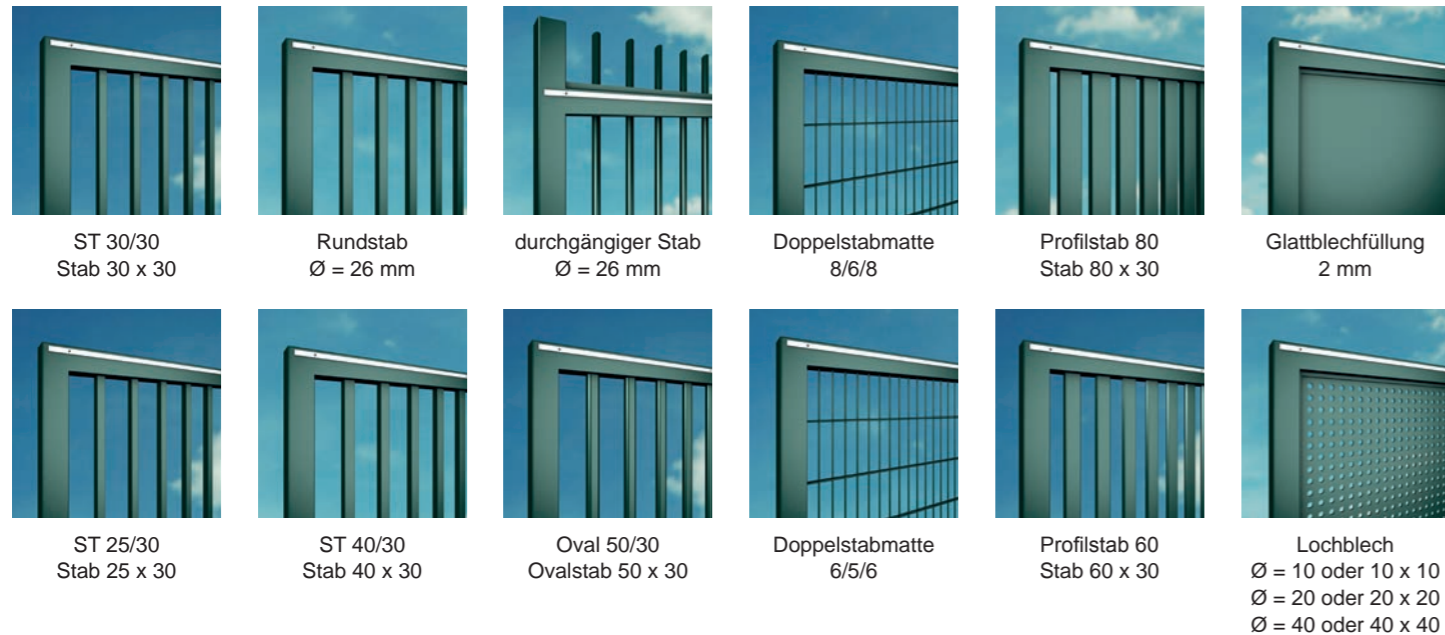 ST 30/30
Stab 30 x 30
Rundstab
Ø = 26 mm
durchgängiger Stab
Ø = 26 mm
Doppelstabmatte
8/6/8
Profilstab 80
Stab 80 x 30
Glattblechfüllung
2 mm
ST 25/30
Stab 25 x 30
ST 40/30
Stab 40 x 30
Oval 50/30
Ovalstab 50 x 30
Doppelstabmatte
6/5/6
Profilstab 60
Stab 60 x 30
Lochblech
Ø = 10 oder 10 x 10
Ø = 20 oder 20 x 20
Ø = 40 oder 40 x 40